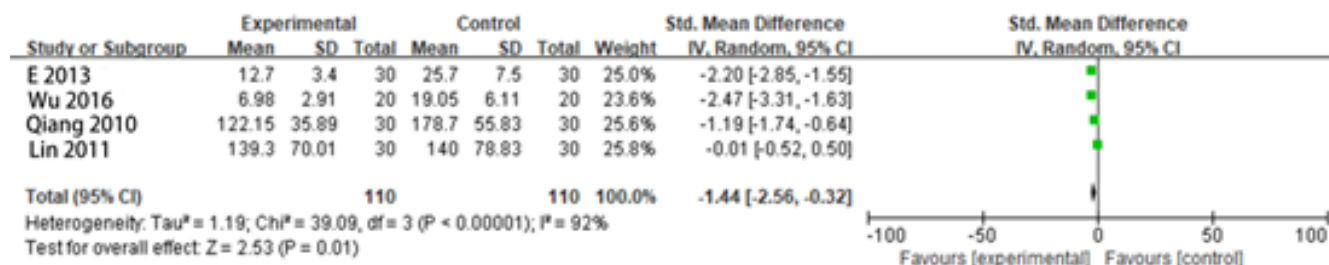 Experimental Control Std. Mean Difference Std. Mean Difference
Study or Subgroup Mean SD Total Mean SD Total Weight IV, Random, 95% CI IV, Random, 95% CI
E 2013 12.7 3.4 30 25.7 7.5 30 25.0% -2.20 [-2.85, -1.55]
Wu 2016 6.98 2.91 20 19.05 6.11 20 23.6% -2.47 [-3.31, -1.63]
Qiang 2010 122.15 35.89 30 178.7 55.83 30 25.6% -1.19 [-1.74, -0.64]
Lin 2011 139.3 70.01 30 140 78.83 30 25.8% -0.01 [-0.52, 0.50]
Total (95% CI) 110 110 100.0% -1.44 [-2.56, -0.32]
Heterogeneity: Tau² = 1.19; Chi² = 39.09, df = 3 (P < 0.00001); I² = 92%
Test for overall effect: Z = 2.53 (P = 0.01)
-100 -50 0 50 100
Favours [experimental] Favours [control]